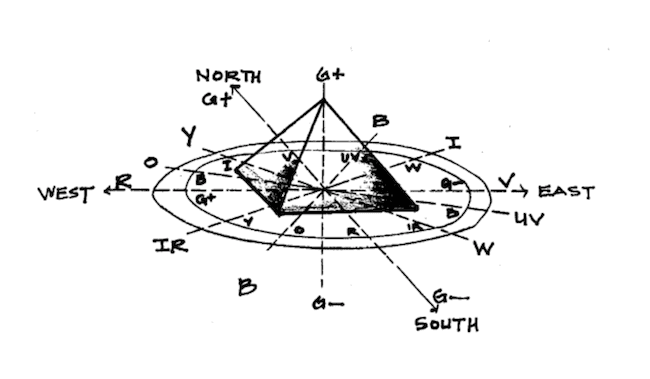 NORTH
G+
G+
B
Y
I
O
I
V
UV
W
WEST
R
B
G-
V
EAST
G+
B
UV
Y
O
R
IR
IR
W
B
G-
G-
SOUTH